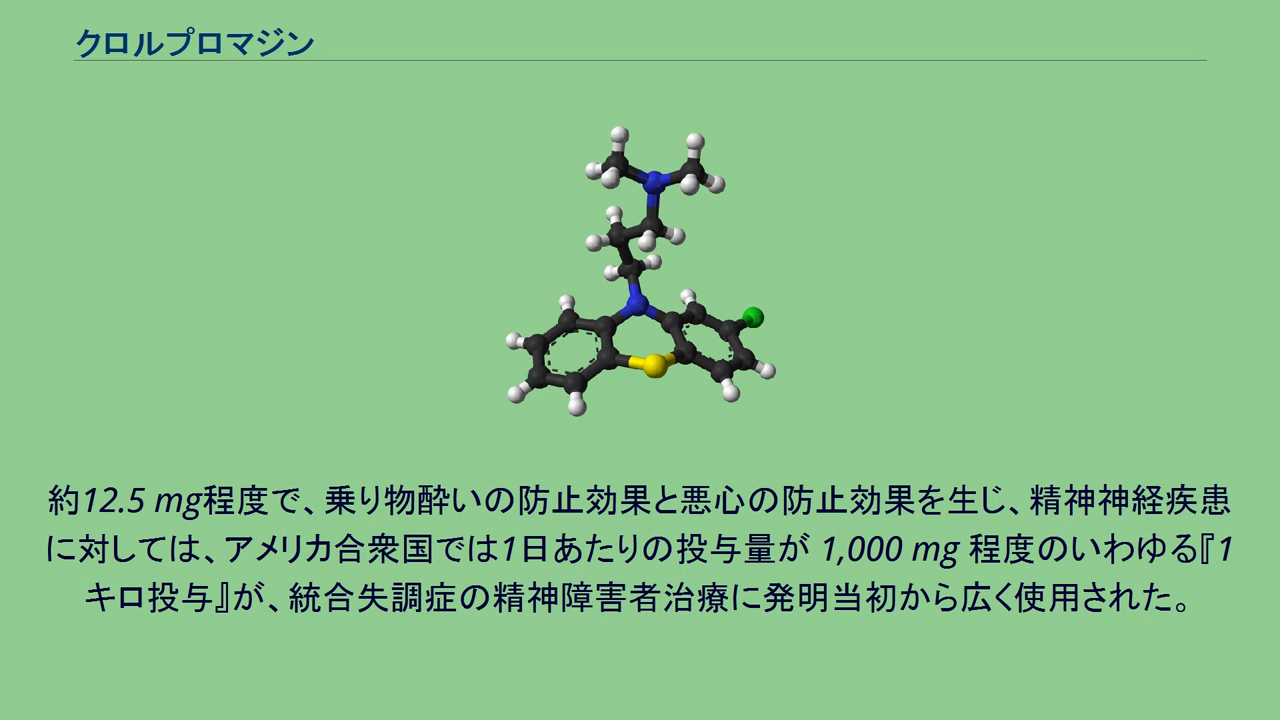 クロルプロマジン
約12.5 mg程度で、乗り物酔いの防止効果と悪心の防止効果を生じ、精神神経疾患
に対しては、アメリカ合衆国では1日あたりの投与量が 1,000 mg 程度のいわゆる『1
キロ投与』が、統合失調症の精神障害者治療に発明当初から広く使用された。